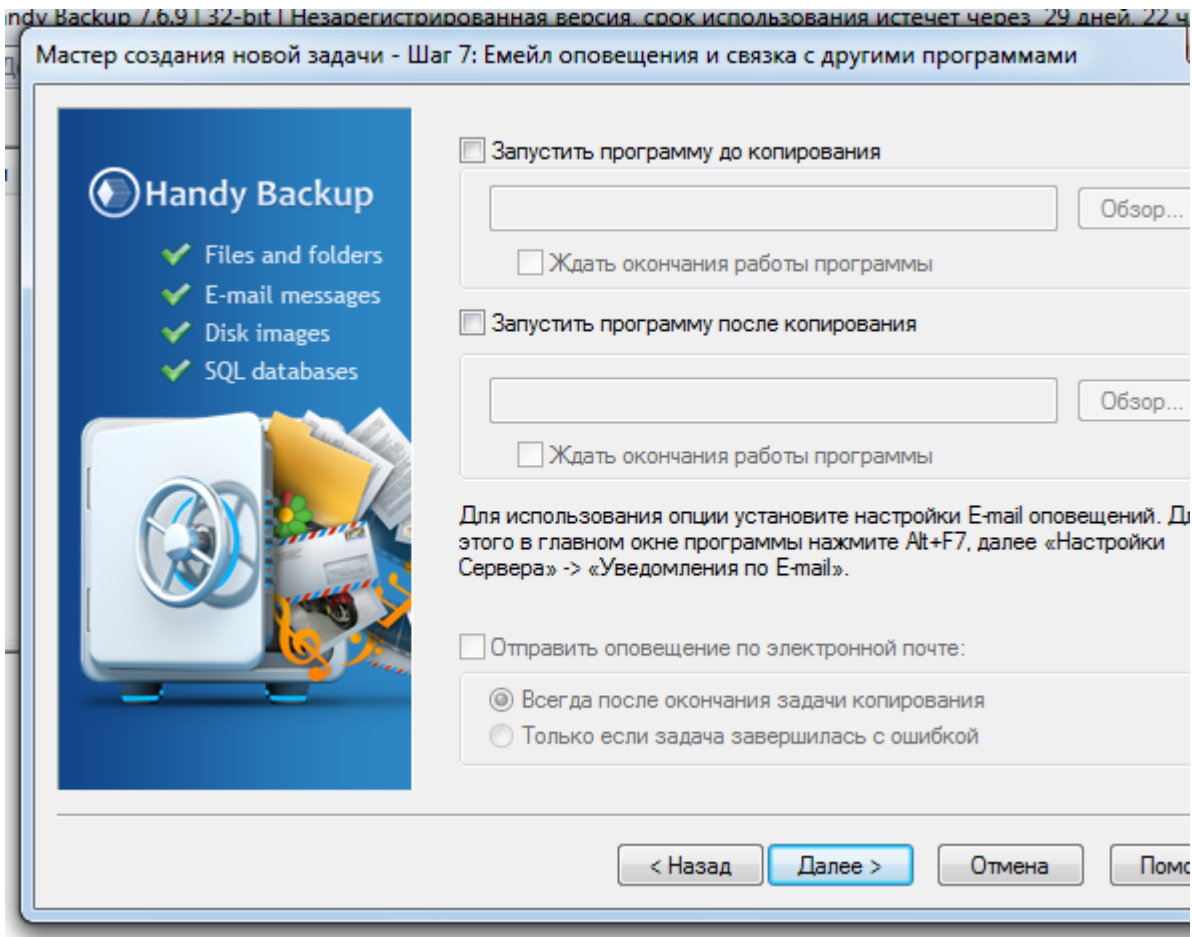 ndy Backup 7.6.9 | 32-bit | Незарегистрированная версия, срок использования истечет через 29 дней, 22 ч
Мастер создания новой задачи - Шаг 7: Емейл оповещения и связка с другими программами
Handy Backup
Files and folders
E-mail messages
Disk images
SQL databases
Запустить программу до копирования
Обзор...
Ждать окончания работы программы
Запустить программу после копирования
Обзор...
Ждать окончания работы программы
Для использования опции установите настройки E-mail оповещений. Дл
этого в главном окне программы нажмите Alt+F7, далее «Настройки
Сервера» -> «Уведомления по E-mail».
Отправить оповещение по электронной почте:
Всегда после окончания задачи копирования
Только если задача завершилась с ошибкой
< Назад
Далее >
Отмена
Помо